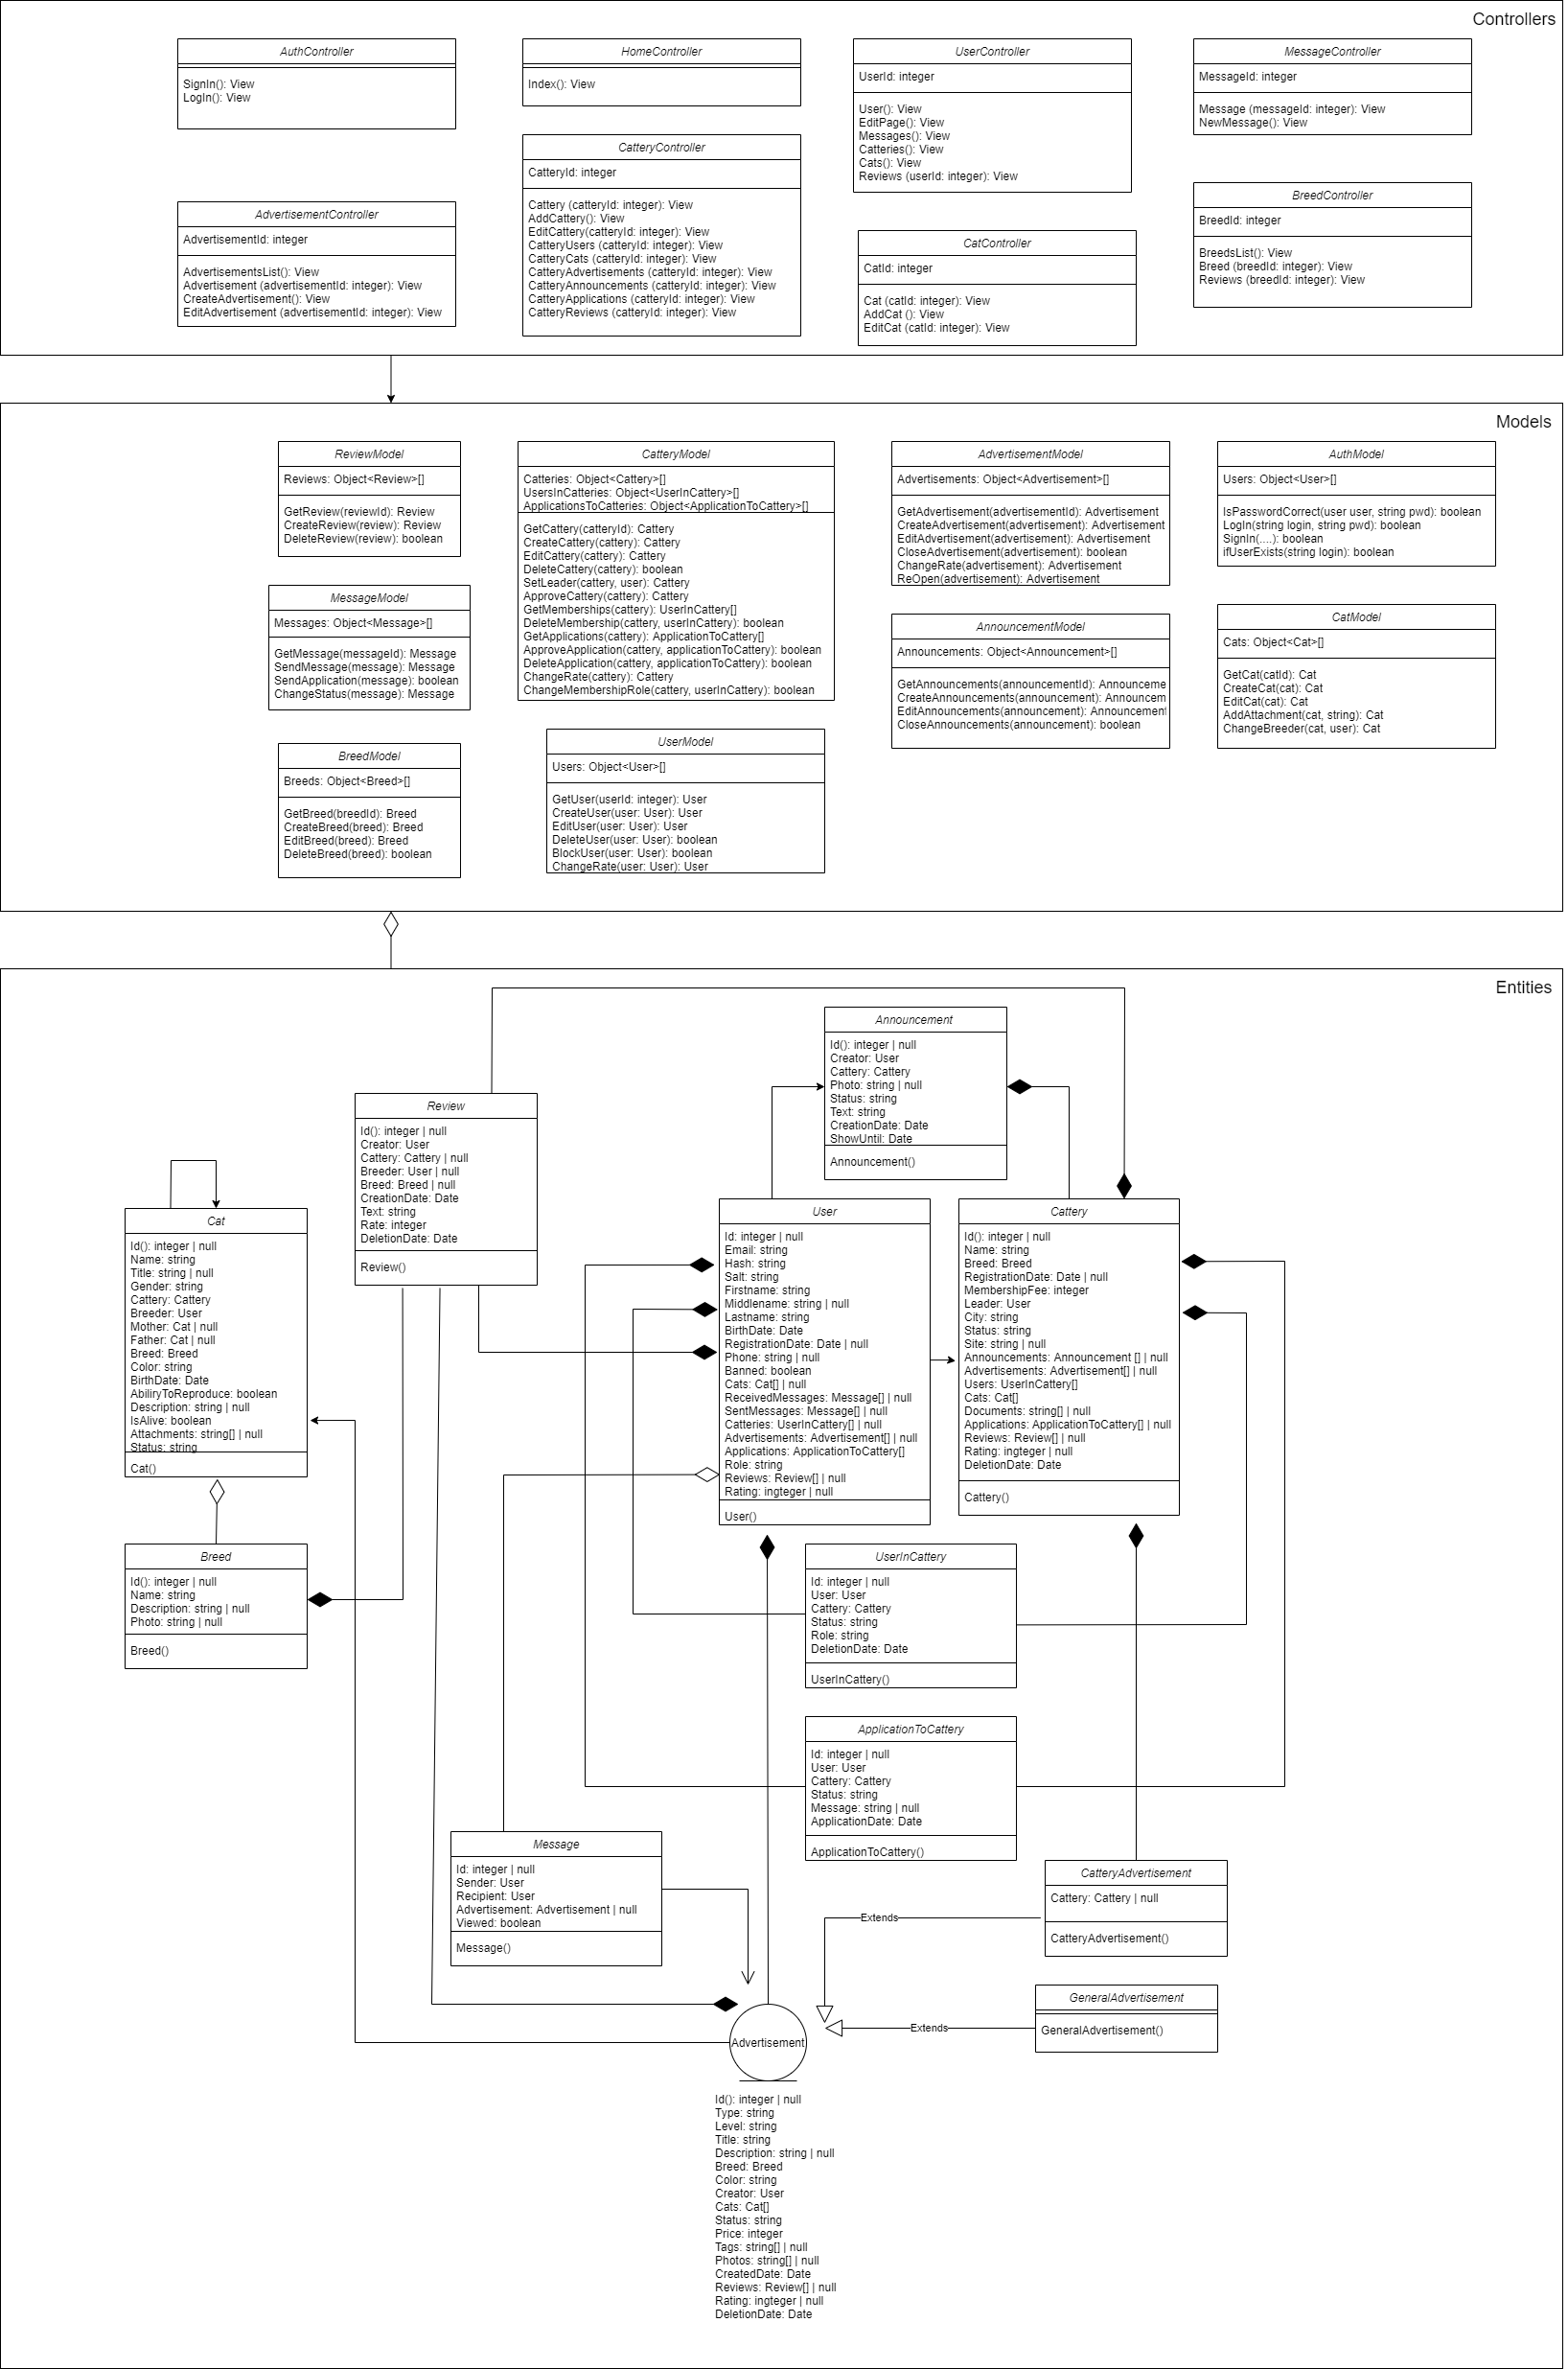 Controllers
AuthController
SignIn(): View
LogIn(): View
HomeController
Index(): View
UserController
UserId: integer
User(): View
EditPage(): View
Messages(): View
Catteries(): View
Cats(): View
Reviews (userId: integer): View
MessageController
MessageId: integer
Message (messageId: integer): View
NewMessage(): View
CatteryController
CatteryId: integer
Cattery (catteryId: integer): View
AddCattery(): View
EditCattery(catteryId: integer): View
CatteryUsers (catteryId: integer): View
CatteryCats (catteryId: integer): View
CatteryAdvertisements (catteryId: integer): View
CatteryAnnouncements (catteryId: integer): View
CatteryApplications (catteryId: integer): View
CatteryReviews (catteryId: integer): View
AdvertisementController
AdvertisementId: integer
AdvertisementsList(): View
Advertisement (advertisementId: integer): View
CreateAdvertisement(): View
EditAdvertisement (advertisementId: integer): View
CatController
CatId: integer
Cat (catId: integer): View
AddCat (): View
EditCat (catId: integer): View
BreedController
BreedId: integer
BreedsList(): View
Breed (breedId: integer): View
Reviews (breedId: integer): View
Models
ReviewModel
Reviews: Object<Review>[]
GetReview(reviewId): Review
CreateReview(review): Review
DeleteReview(review): boolean
CatteryModel
Catteries: Object<Cattery>[]
UsersInCatteries: Object<UserInCattery>[]
ApplicationsToCatteries: Object<ApplicationToCattery>[]
GetCattery(catteryId): Cattery
CreateCattery(cattery): Cattery
EditCattery(cattery): Cattery
DeleteCattery(cattery): boolean
SetLeader(cattery, user): Cattery
ApproveCattery(cattery): Cattery
GetMemberships(cattery): UserInCattery[]
DeleteMembership(cattery, userInCattery): boolean
GetApplications(cattery): ApplicationToCattery[]
ApproveApplication(cattery, applicationToCattery): boolean
DeleteApplication(cattery, applicationToCattery): boolean
ChangeRate(cattery): Cattery
ChangeMembershipRole(cattery, userInCattery): boolean
AdvertisementModel
Advertisements: Object<Advertisement>[]
GetAdvertisement(advertisementId): Advertisement
CreateAdvertisement(advertisement): Advertisement
EditAdvertisement(advertisement): Advertisement
CloseAdvertisement(advertisement): boolean
ChangeRate(advertisement): Advertisement
ReOpen(advertisement): Advertisement
AuthModel
Users: Object<User>[]
IsPasswordCorrect(user user, string pwd): boolean
LogIn(string login, string pwd): boolean
SignIn(....): boolean
ifUserExists(string login): boolean
MessageModel
Messages: Object<Message>[]
GetMessage(messageId): Message
SendMessage(message): Message
SendApplication(message): boolean
ChangeStatus(message): Message
AnnouncementModel
Announcements: Object<Announcement>[]
GetAnnouncements(announcementId): Announceme
CreateAnnouncements(announcement): Announcem
EditAnnouncements(announcement): Announcement
CloseAnnouncements(announcement): boolean
CatModel
Cats: Object<Cat>[]
GetCat(catId): Cat
CreateCat(cat): Cat
EditCat(cat): Cat
AddAttachment(cat, string): Cat
ChangeBreeder(cat, user): Cat
BreedModel
Breeds: Object<Breed>[]
GetBreed(breedId): Breed
CreateBreed(breed): Breed
EditBreed(breed): Breed
DeleteBreed(breed): boolean
UserModel
Users: Object<User>[]
GetUser(userId: integer): User
CreateUser(user: User): User
EditUser(user: User): User
DeleteUser(user: User): boolean
BlockUser(user: User): boolean
ChangeRate(user: User): User
Entities
Announcement
Id(): integer | null
Creator: User
Cattery: Cattery
Photo: string | null
Status: string
Text: string
CreationDate: Date
ShowUntil: Date
Announcement()
Review
Id(): integer | null
Creator: User
Cattery: Cattery | null
Breeder: User | null
Breed: Breed | null
CreationDate: Date
Text: string
Rate: integer
DeletionDate: Date
Review()
Cat
Id(): integer | null
Name: string
Title: string | null
Gender: string
Cattery: Cattery
Breeder: User
Mother: Cat | null
Father: Cat | null
Breed: Breed
Color: string
BirthDate: Date
AbiliryToReproduce: boolean
Description: string | null
IsAlive: boolean
Attachments: string[] | null
Status: string
Cat()
User
Id: integer | null
Email: string
Hash: string
Salt: string
Firstname: string
Middlename: string | null
Lastname: string
BirthDate: Date
RegistrationDate: Date | null
Phone: string | null
Banned: boolean
Cats: Cat[] | null
ReceivedMessages: Message[] | null
SentMessages: Message[] | null
Catteries: UserInCattery[] | null
Advertisements: Advertisement[] | null
Applications: ApplicationToCattery[]
Role: string
Reviews: Review[] | null
Rating: ingteger | null
User()
Cattery
Id(): integer | null
Name: string
Breed: Breed
RegistrationDate: Date | null
MembershipFee: integer
Leader: User
City: string
Status: string
Site: string | null
Announcements: Announcement [] | null
Advertisements: Advertisement[] | null
Users: UserInCattery[]
Cats: Cat[]
Documents: string[] | null
Applications: ApplicationToCattery[] | null
Reviews: Review[] | null
Rating: ingteger | null
DeletionDate: Date
Cattery()
Breed
Id(): integer | null
Name: string
Description: string | null
Photo: string | null
Breed()
UserInCattery
Id: integer | null
User: User
Cattery: Cattery
Status: string
Role: string
DeletionDate: Date
UserInCattery()
ApplicationToCattery
Id: integer | null
User: User
Cattery: Cattery
Status: string
Message: string | null
ApplicationDate: Date
ApplicationToCattery()
Message
Id: integer | null
Sender: User
Recipient: User
Advertisement: Advertisement | null
Viewed: boolean
Message()
CatteryAdvertisement
Cattery: Cattery | null
CatteryAdvertisement()
Extends
GeneralAdvertisement
GeneralAdvertisement()
Extends
Advertisement
Id(): integer | null
Type: string
Level: string
Title: string
Description: string | null
Breed: Breed
Color: string
Creator: User
Cats: Cat[]
Status: string
Price: integer
Tags: string[] | null
Photos: string[] | null
CreatedDate: Date
Reviews: Review[] | null
Rating: ingteger | null
DeletionDate: Date